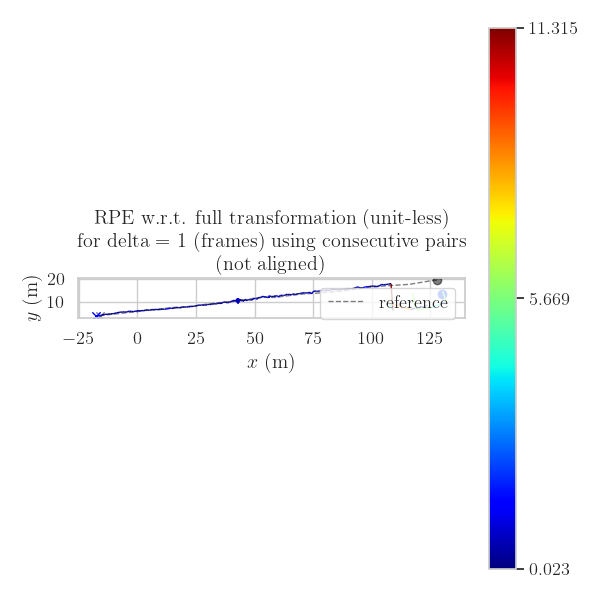 RPE w.r.t. full transformation (unit-less)
for delta = 1 (frames) using consecutive pairs
(not aligned)
20
10
y (m)
reference
−25 0 25 50 75 100 125
x (m)
11.315
5.669
0.023